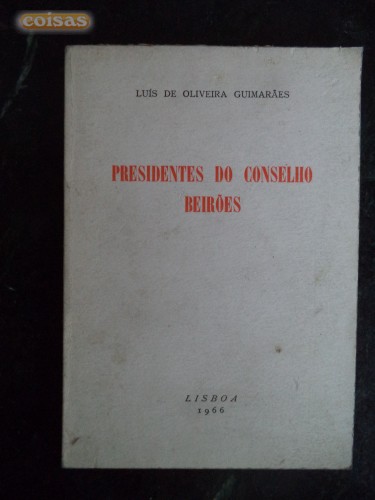 coisas
LUÍS DE OLIVEIRA GUIMARÃES
PRESIDENTES DO CONSELHO
BEIRÕES
LISBOA
1966